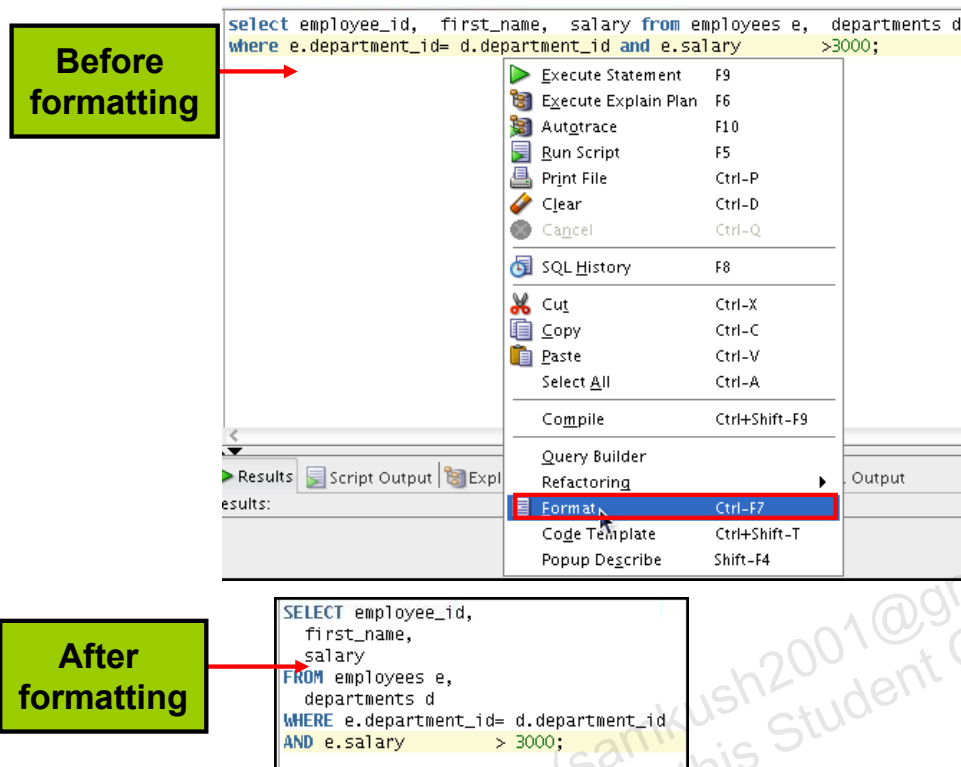 select employee_id,  first_name,  salary from employees e,  departments d
where e.department_id= d.department_id and e.salary        >3000;
Before
formatting
Execute Statement F9
Execute Explain Plan F6
Autotrace F10
Run Script F5
Print File Ctrl-P
Clear Ctrl-D
Cancel Ctrl-Q
SQL History F8
Cut Ctrl-X
Copy Ctrl-C
Paste Ctrl-V
Select All Ctrl-A
Compile Ctrl+Shift-F9
Query Builder
Refactoring
Format Ctrl-F7
Code Template Ctrl+Shift-T
Popup Describe Shift-F4
Results Script Output Output
After
formatting
SELECT employee_id,
  first_name,
  salary
FROM employees e,
  departments d
WHERE e.department_id= d.department_id
AND e.salary         > 3000;